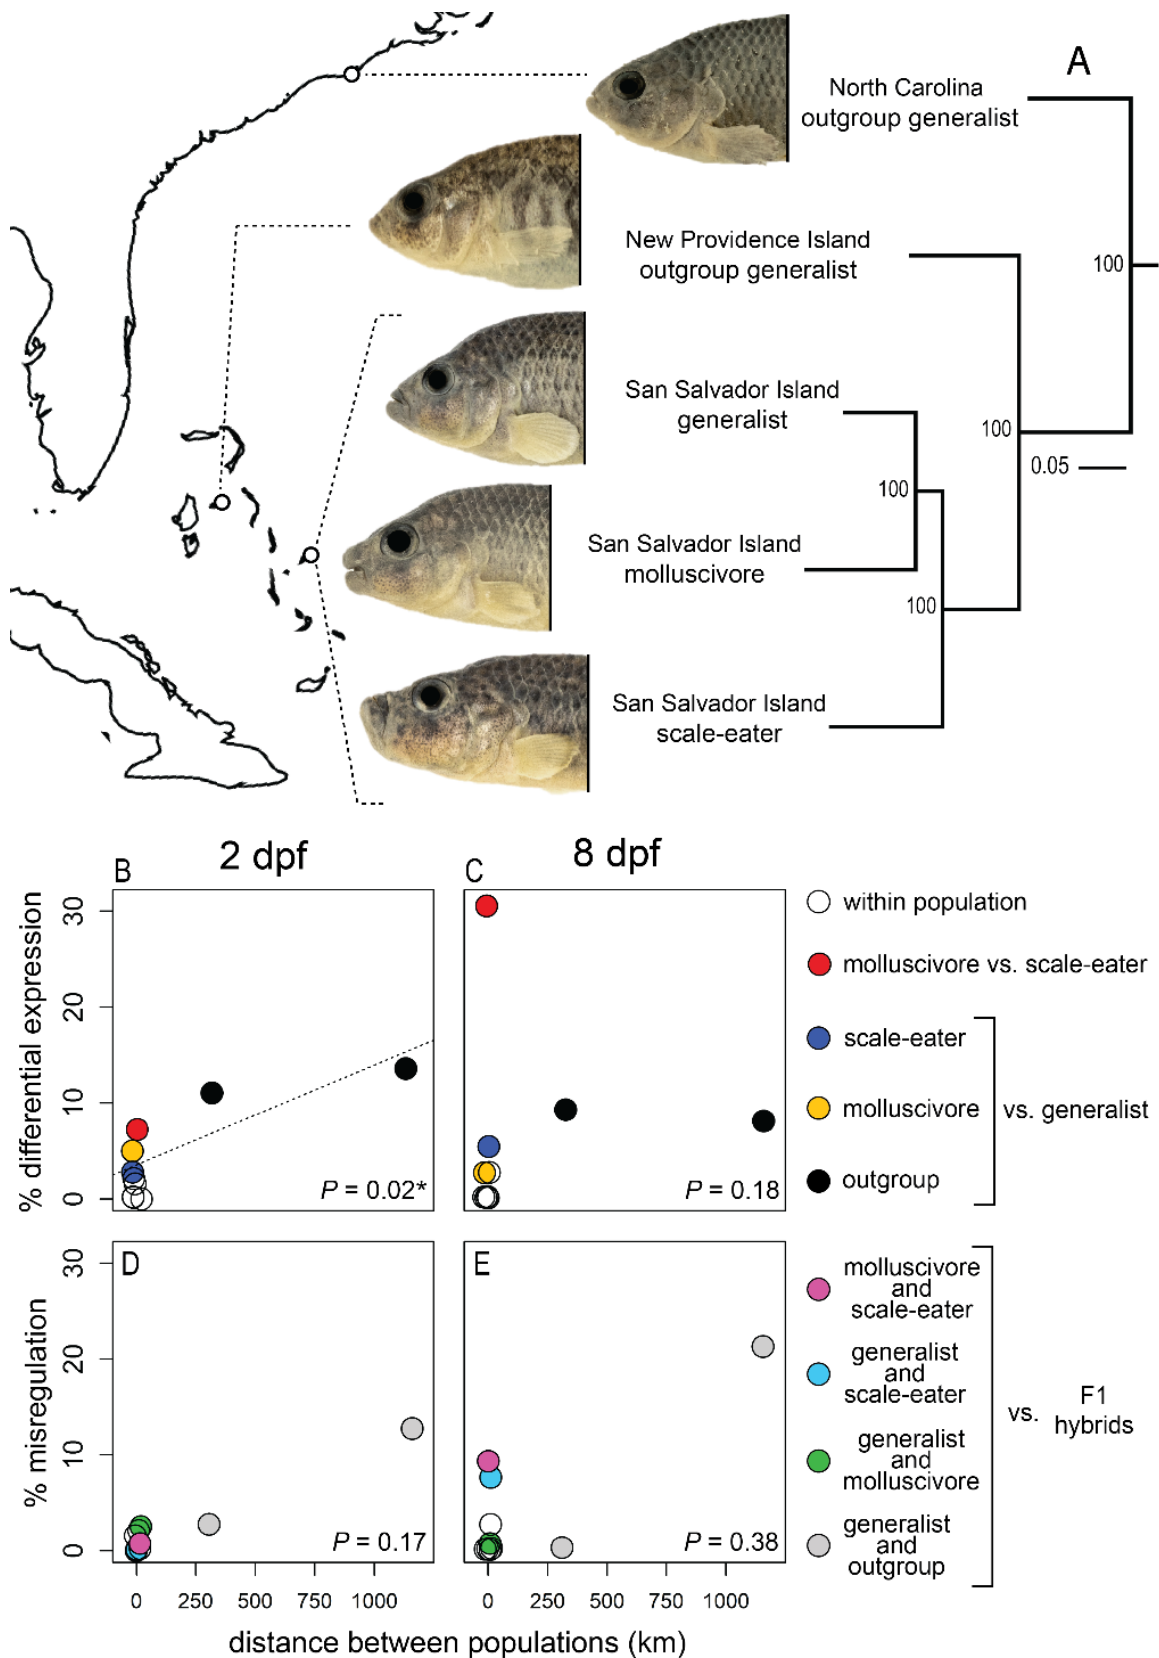 A
North Carolina
outgroup generalist
New Providence Island
outgroup generalist
100
San Salvador Island
generalist
100
0.05
100
San Salvador Island
molluscivore
100
San Salvador Island
scale-eater
2 dpf
8 dpf
B
C
% differential expression
30
20
10
0
P = 0.02*
P = 0.18
within population
molluscivore vs. scale-eater
scale-eater
molluscivore
vs. generalist
outgroup
D
E
% misregulation
30
20
10
0
P = 0.17
P = 0.38
molluscivore
and
scale-eater
generalist
and
scale-eater
vs.
F1
hybrids
generalist
and
molluscivore
generalist
and
outgroup
0 250 500 750 1000
0 250 500 750 1000
distance between populations (km)